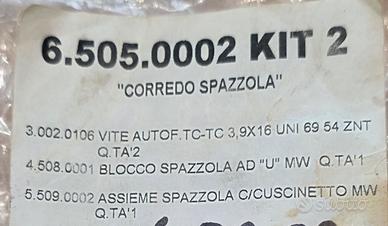 6.505.0002 KIT 2
"CORREDO SPAZZOLA"
3.002.0106 VITE AUTOF.TC-TC 3,9X16 UNI 69 54 ZNT
Q.TA'2
4.508.0001 BLOCCO SPAZZOLA AD "U" MW Q.TA'1
5.509.0002 ASSIEME SPAZZOLA C/CUSCINETTO MW
Q.TA'1
subito